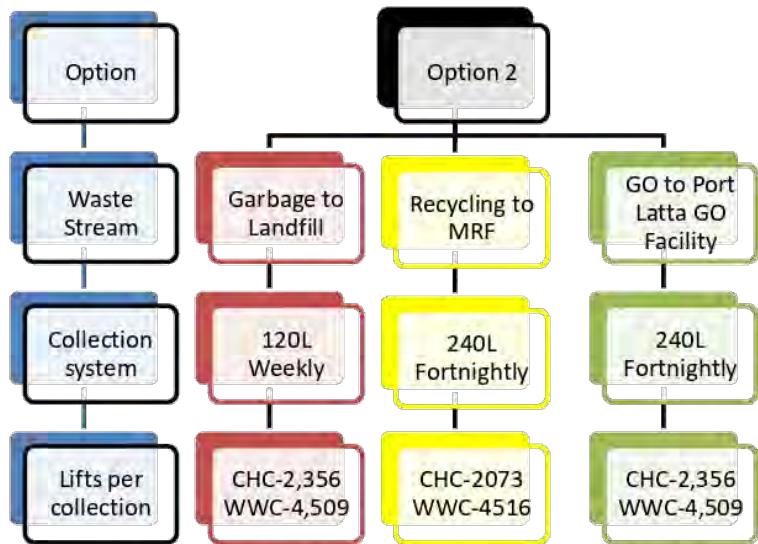 Option
Option 2
Waste
Stream
Garbage to
Landfill
Recycling to
MRF
GO to Port
Latta GO
Facility
Collection
system
120L
Weekly
240L
Fortnightly
240L
Fortnightly
Lifts per
collection
CHC-2,356
WWC-4,509
CHC-2073
WWC-4516
CHC-2,356
WWC-4,509